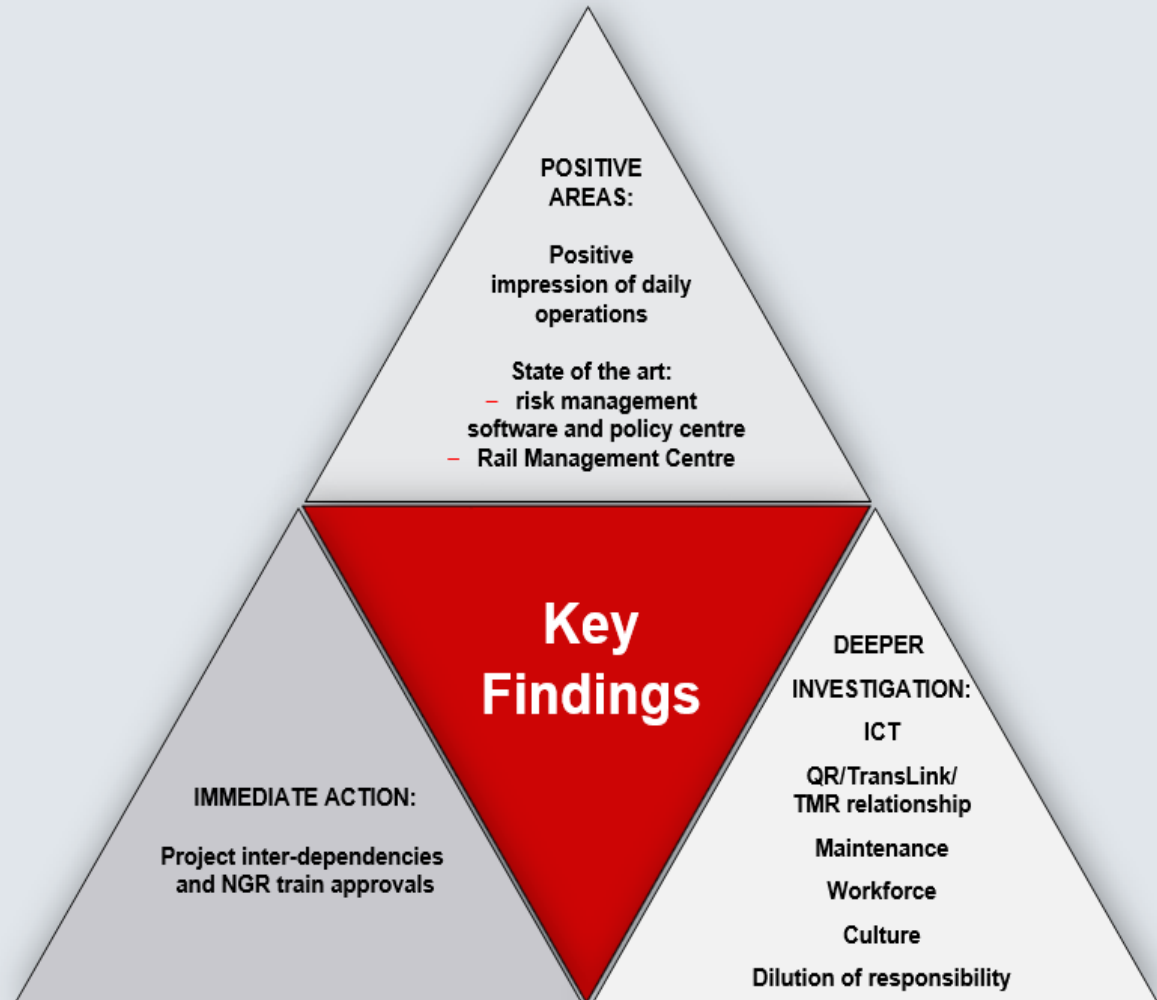 POSITIVE
AREAS:
Positive
impression of daily
operations
State of the art:
– risk management
software and policy centre
– Rail Management Centre
Key
Findings
IMMEDIATE ACTION:
Project inter-dependencies
and NGR train approvals
DEEPER
INVESTIGATION:
ICT
QR/TransLink/
TMR relationship
Maintenance
Workforce
Culture
Dilution of responsibility